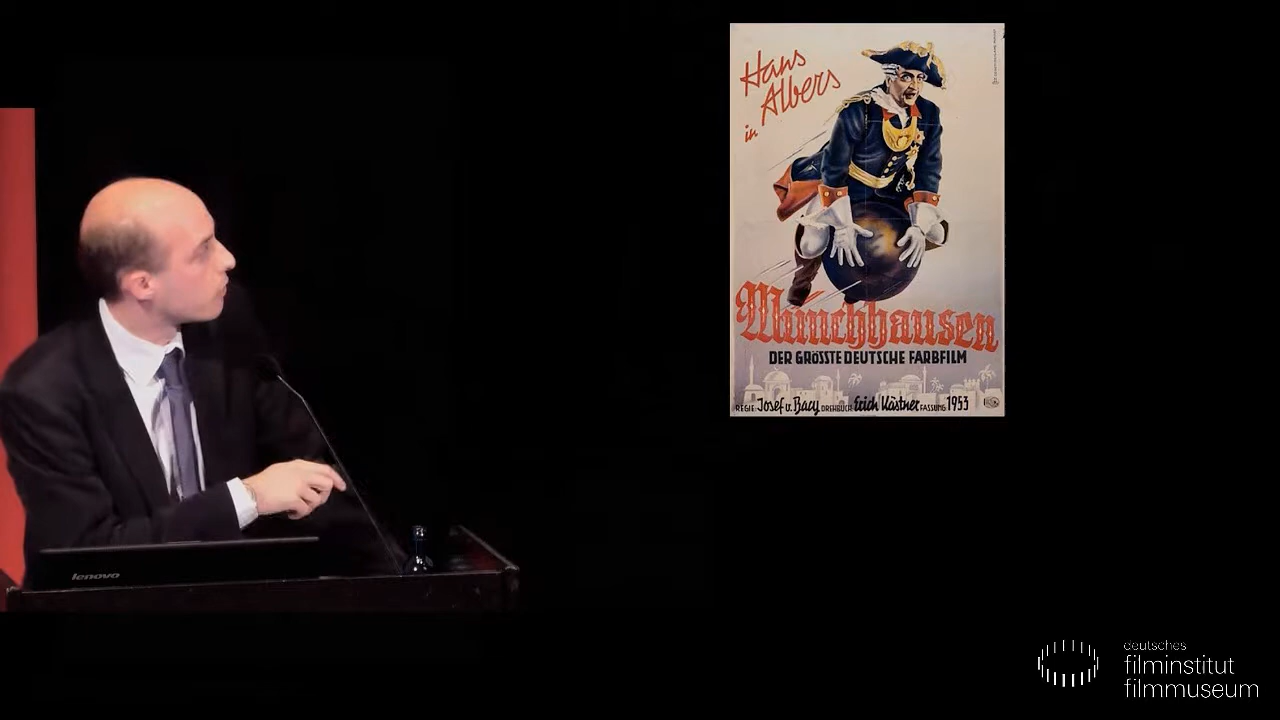 Hans
Albers
in
Münchhausen
DER GRÖSSTE DEUTSCHE FARBFILM
REGIE: Josef v. Bacy DREHBUCH: Erich Kästner FASSUNG 1953
lenovo
deutsches
filminstitut
filmmuseum